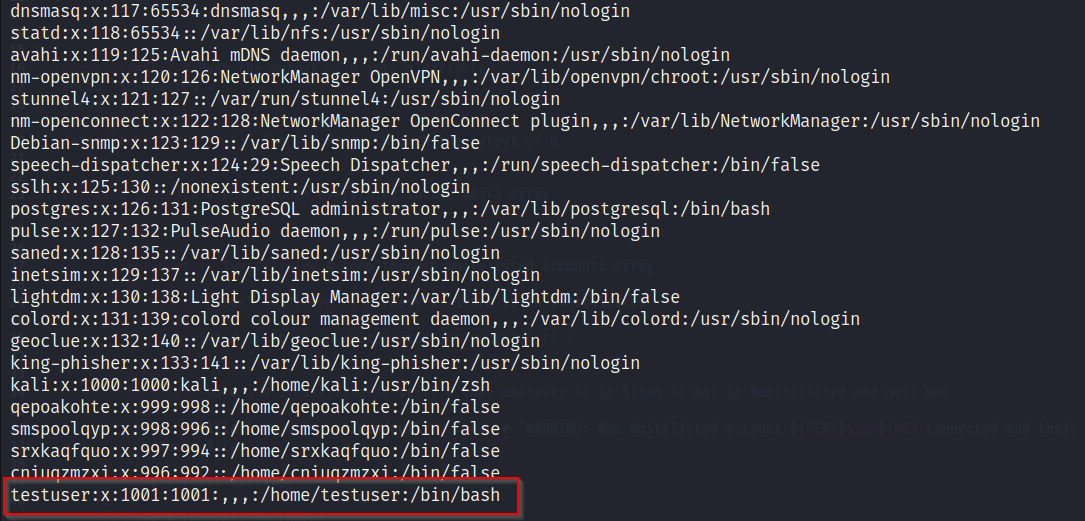 dnsmasq:x:117:65534:dnsmasq,,,:/var/lib/misc:/usr/sbin/nologin
statd:x:118:65534::/var/lib/nfs:/usr/sbin/nologin
avahi:x:119:125:Avahi mDNS daemon,,,:/run/avahi-daemon:/usr/sbin/nologin
nm-openvpn:x:120:126:NetworkManager OpenVPN,,,:/var/lib/openvpn/chroot:/usr/sbin/nologin
stunnel4:x:121:127::/var/run/stunnel4:/usr/sbin/nologin
nm-openconnect:x:122:128:NetworkManager OpenConnect plugin,,,:/var/lib/NetworkManager:/usr/sbin/nologin
Debian-snmp:x:123:129::/var/lib/snmp:/bin/false
speech-dispatcher:x:124:29:Speech Dispatcher,,,:/run/speech-dispatcher:/bin/false
sslh:x:125:130::/nonexistent:/usr/sbin/nologin
postgres:x:126:131:PostgreSQL administrator,,,:/var/lib/postgresql:/bin/bash
pulse:x:127:132:PulseAudio daemon,,,:/run/pulse:/usr/sbin/nologin
saned:x:128:135::/var/lib/saned:/usr/sbin/nologin
inetsim:x:129:137::/var/lib/inetsim:/usr/sbin/nologin
lightdm:x:130:138:Light Display Manager:/var/lib/lightdm:/bin/false
colord:x:131:139:colord colour management daemon,,,:/var/lib/colord:/usr/sbin/nologin
geoclue:x:132:140::/var/lib/geoclue:/usr/sbin/nologin
king-phisher:x:133:141::/var/lib/king-phisher:/usr/sbin/nologin
kali:x:1000:1000:kali,,,:/home/kali:/usr/bin/zsh
qepoakohte:x:999:998::/home/qepoakohte:/bin/false
smspoolqyp:x:998:996::/home/smspoolqyp:/bin/false
srxkaqfquo:x:997:994::/home/srxkaqfquo:/bin/false
cnjuqzmzxj:x:996:992::/home/cnjuqzmzxj:/bin/false
testuser:x:1001:1001:,,,:/home/testuser:/bin/bash